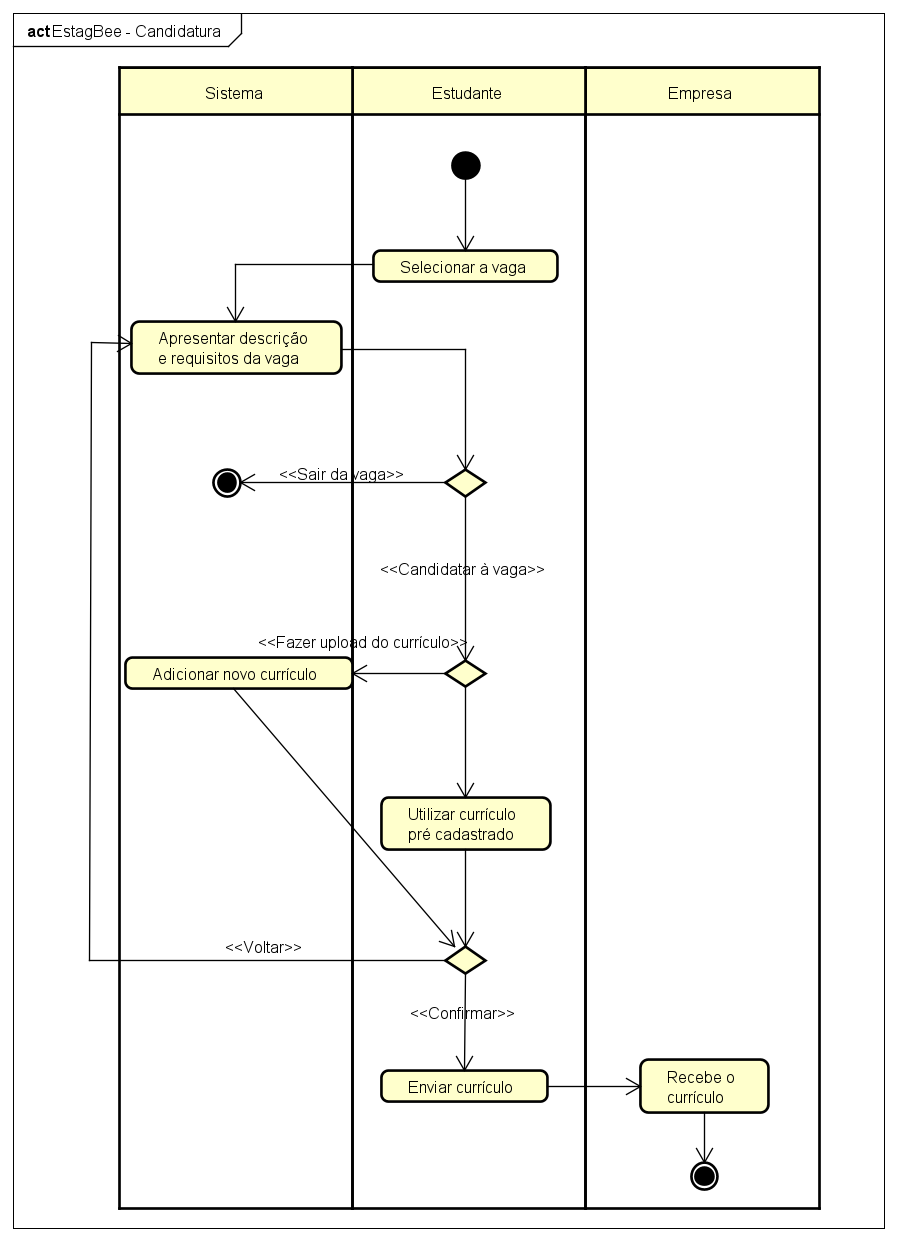 act EstagBee - Candidatura
Sistema
Estudante
Empresa
Selecionar a vaga
Apresentar descrição
e requisitos da vaga
<<Sair da vaga>>
<<Candidatar à vaga>>
<<Fazer upload do currículo>>
Adicionar novo currículo
Utilizar currículo
pré cadastrado
<<Voltar>>
<<Confirmar>>
Enviar currículo
Recebe o
currículo